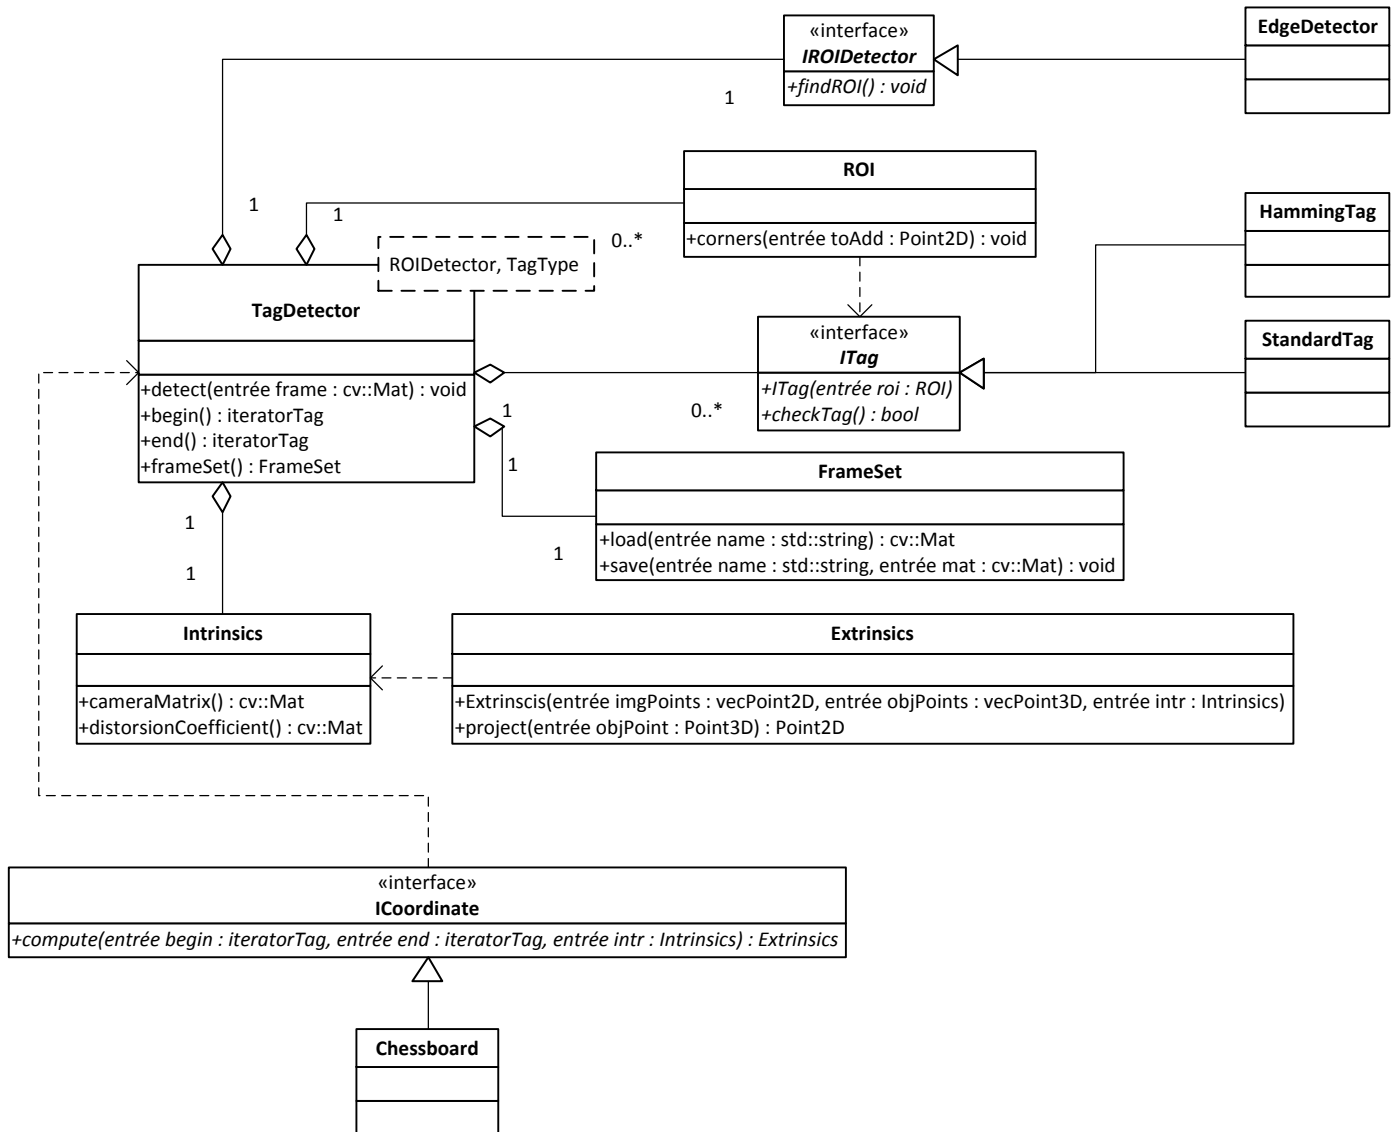 «interface»
IROIDetector
+findROI() : void
EdgeDetector
1
ROI
+corners(entrée toAdd : Point2D) : void
1
1
0..*
HammingTag
ROIDetector, TagType
TagDetector
+detect(entrée frame : cv::Mat) : void
+begin() : iteratorTag
+end() : iteratorTag
+frameSet() : FrameSet
«interface»
ITag
+ITag(entrée roi : ROI)
+checkTag() : bool
StandardTag
1
0..*
1
1
FrameSet
+load(entrée name : std::string) : cv::Mat
+save(entrée name : std::string, entrée mat : cv::Mat) : void
1
1
Intrinsics
+cameraMatrix() : cv::Mat
+distorsionCoefficient() : cv::Mat
Extrinsics
+Extrinscis(entrée imgPoints : vecPoint2D, entrée objPoints : vecPoint3D, entrée intr : Intrinsics)
+project(entrée objPoint : Point3D) : Point2D
«interface»
ICoordinate
+compute(entrée begin : iteratorTag, entrée end : iteratorTag, entrée intr : Intrinsics) : Extrinsics
Chessboard